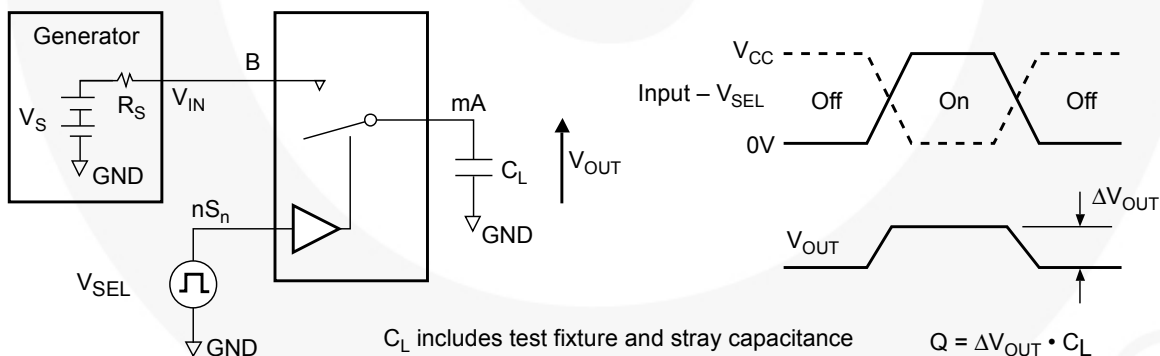 Generator
V_S
R_S
GND
V_IN
B
mA
C_L
GND
V_OUT
nS_n
V_SEL
GND
C_L includes test fixture and stray capacitance
Input – V_SEL
V_CC
0V
Off
On
Off
V_OUT
ΔV_OUT
Q = ΔV_OUT • C_L